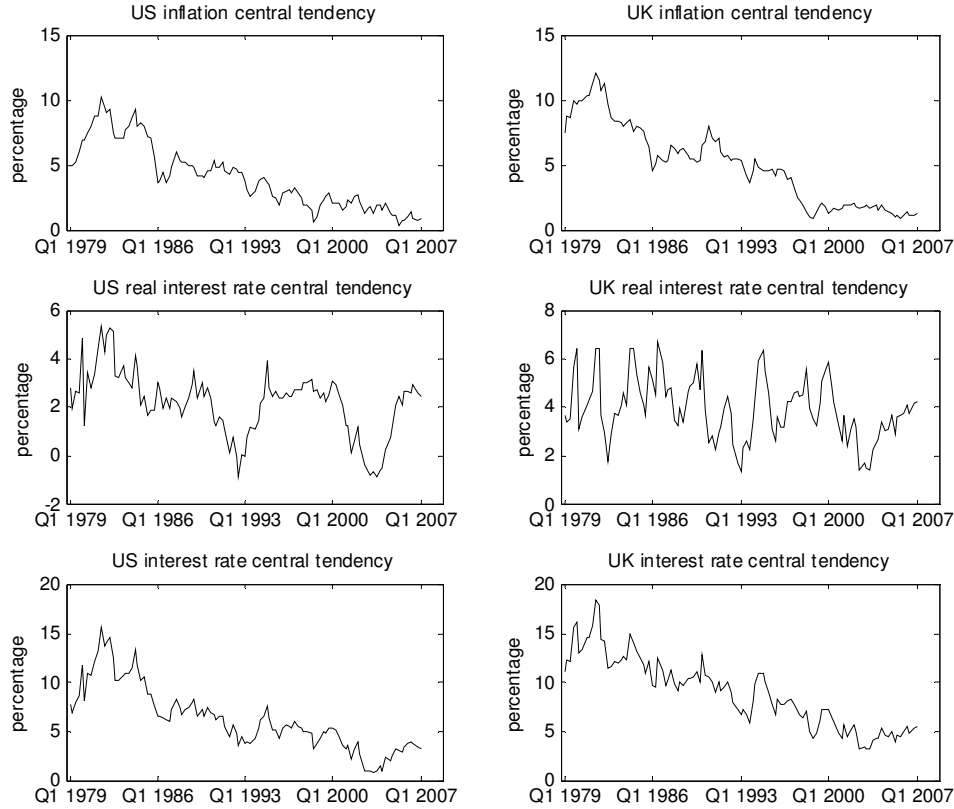 US inflation central tendency
15
10
5
0
percentage
Q1 1979 Q1 1986 Q1 1993 Q1 2000 Q1 2007
UK inflation central tendency
15
10
5
0
percentage
Q1 1979 Q1 1986 Q1 1993 Q1 2000 Q1 2007
US real interest rate central tendency
6
4
2
0
-2
percentage
Q1 1979 Q1 1986 Q1 1993 Q1 2000 Q1 2007
UK real interest rate central tendency
8
6
4
2
0
percentage
Q1 1979 Q1 1986 Q1 1993 Q1 2000 Q1 2007
US interest rate central tendency
20
15
10
5
0
percentage
Q1 1979 Q1 1986 Q1 1993 Q1 2000 Q1 2007
UK interest rate central tendency
20
15
10
5
0
percentage
Q1 1979 Q1 1986 Q1 1993 Q1 2000 Q1 2007